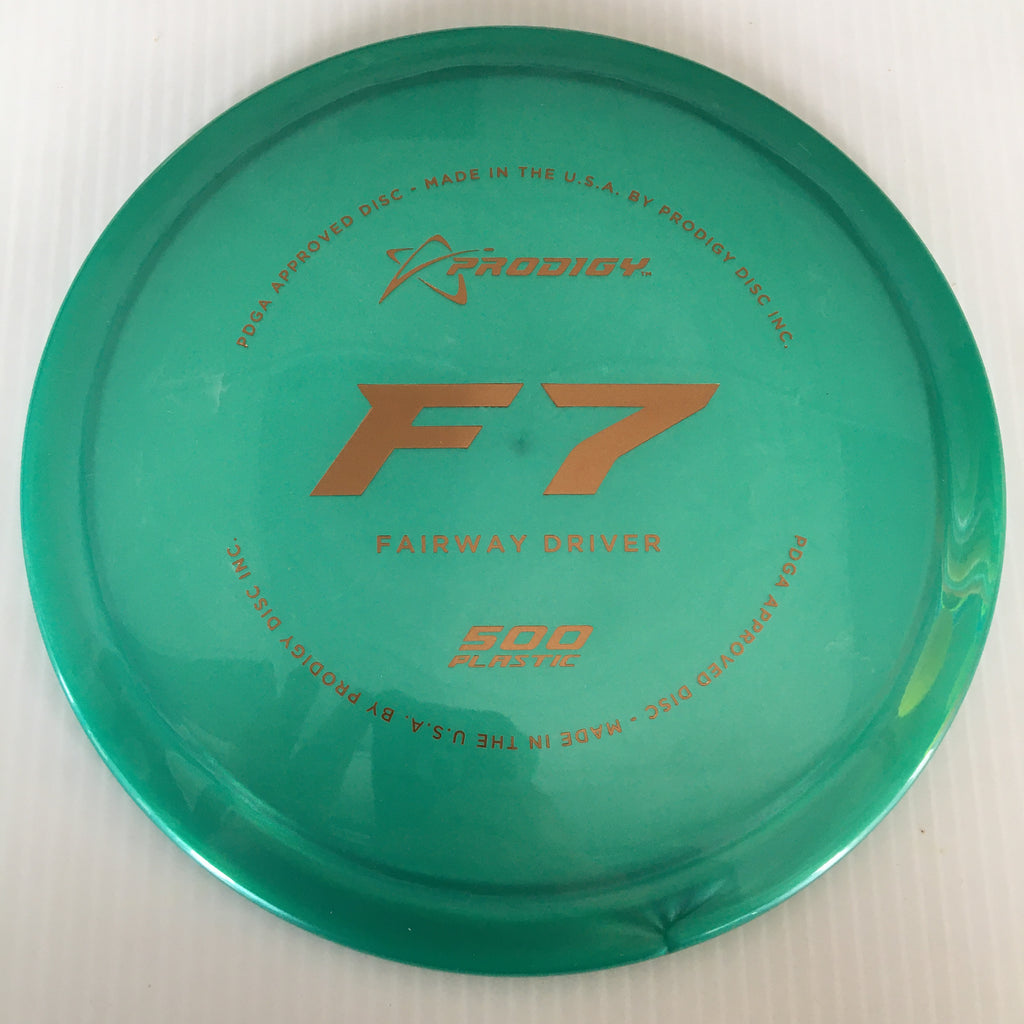 PDGA APPROVED DISC - MADE IN THE U.S.A. BY PRODIGY DISC INC.
PRODIGY™
F7
FAIRWAY DRIVER
500
PLASTIC
PDGA APPROVED DISC - MADE IN THE U.S.A. BY PRODIGY DISC INC.